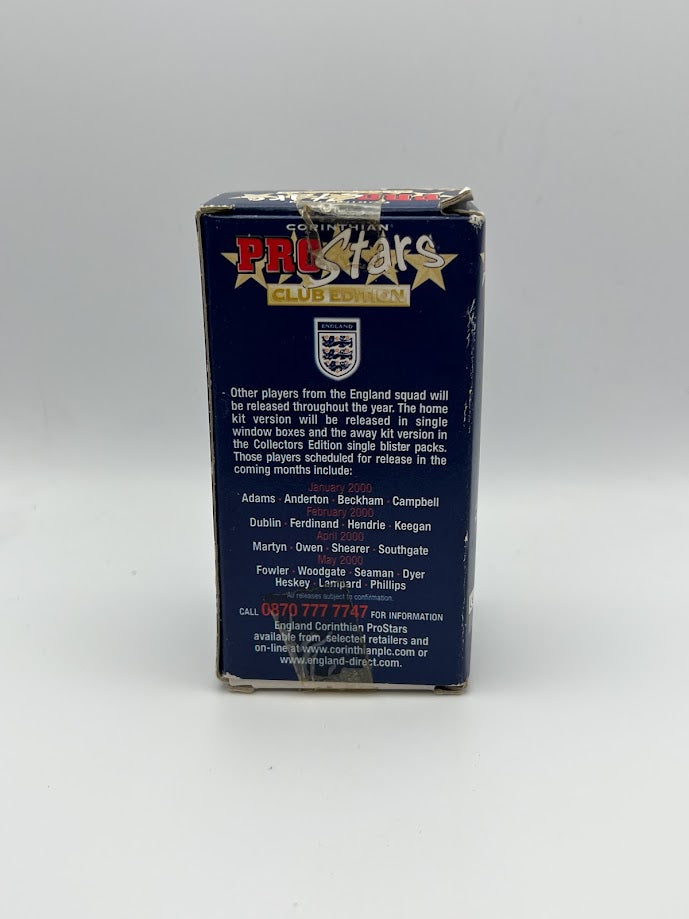 CORINTHIAN
PRO Stars
CLUB EDITION
ENGLAND
Other players from the England squad will
be released throughout the year. The home
kit version will be released in single
window boxes and the away kit version in
the Collectors Edition single blister packs.
Those players scheduled for release in the
coming months include:
January 2000
Adams · Anderton · Beckham · Campbell
February 2000
Dublin · Ferdinand · Hendrie · Keegan
April 2000
Martyn · Owen · Shearer · Southgate
May 2000
Fowler · Woodgate · Seaman · Dyer
Heskey · Lampard · Phillips
All releases subject to confirmation.
CALL 0870 777 7747 FOR INFORMATION
England Corinthian ProStars
available from selected retailers and
on-line at www.corinthianplc.com or
www.england-direct.com.